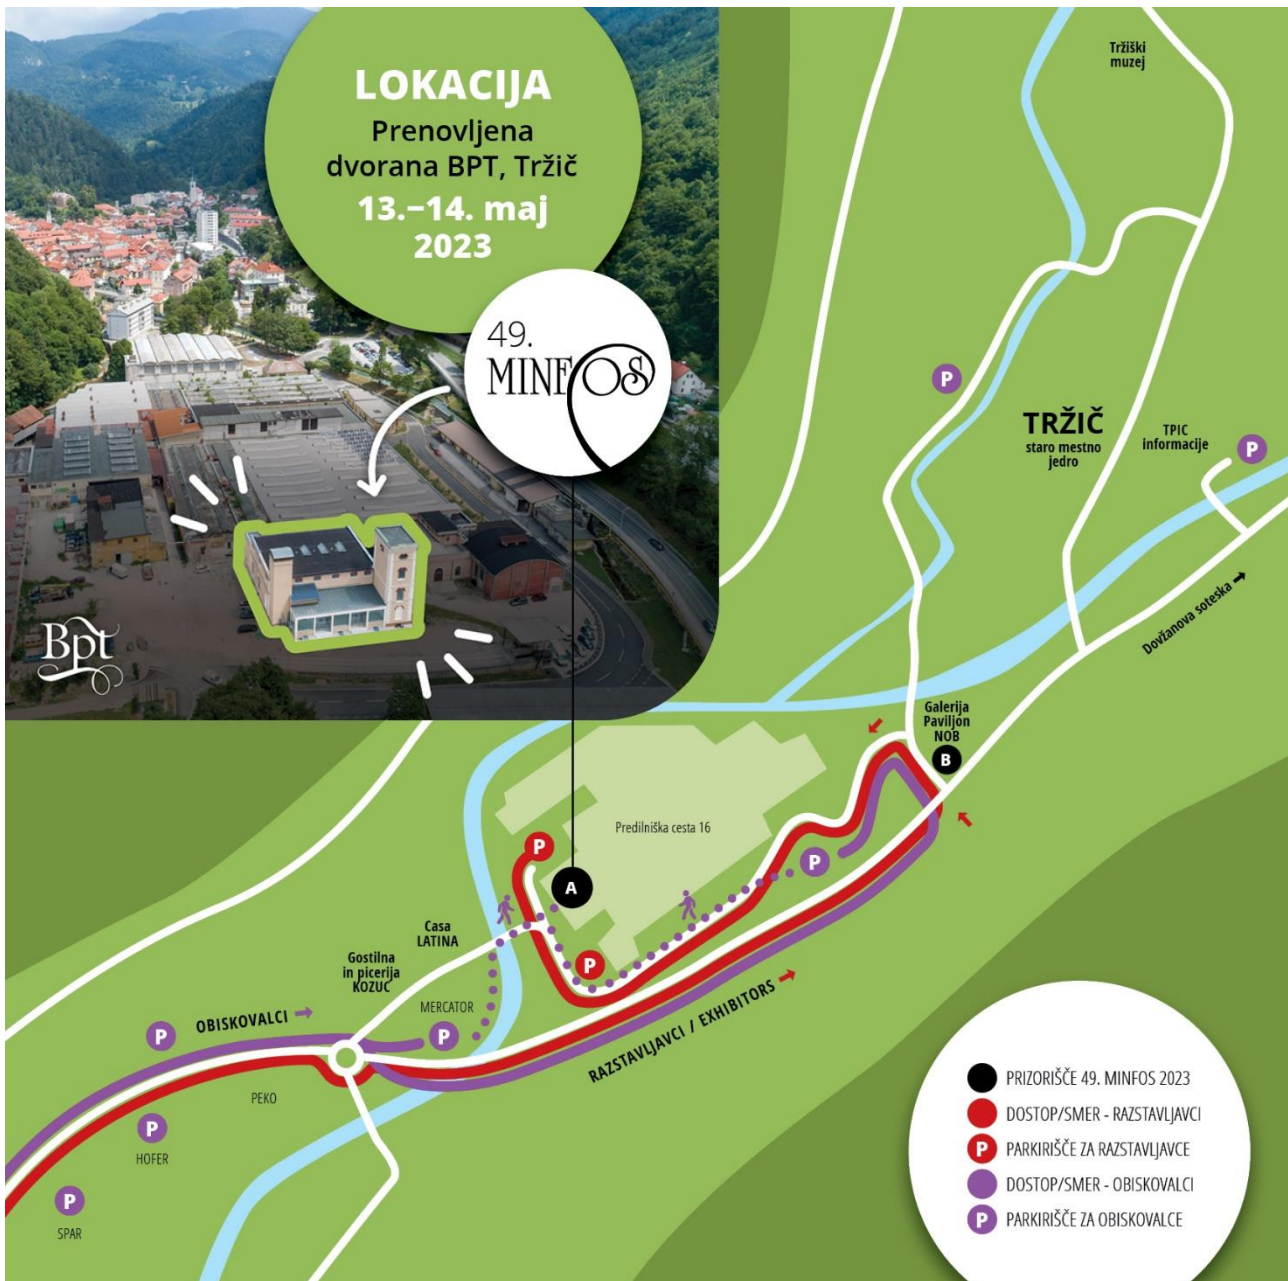 LOKACIJA
Prenovljena
dvorana BPT, Tržič
13.–14. maj
2023
49.
MINFOS
Bpt
Tržiški
muzej
P
TRŽIČ
staro mestno
jedro
TPIC
informacije
P
Dovžanova soteska
Galerija
Paviljon
NOB
B
Predilniška cesta 16
P
A
P
P
Casa
LATINA
Gostilna
in picerija
KOZUC
MERCATOR
P
OBISKOVALCI
P
RAZSTAVLJAVCI / EXHIBITORS
PEKO
P
HOFER
P
SPAR
PRIZORIŠČE 49. MINFOS 2023
DOSTOP/SMER - RAZSTAVLJAVCI
P PARKIRIŠČE ZA RAZSTAVLJAVCE
DOSTOP/SMER - OBISKOVALCI
P PARKIRIŠČE ZA OBISKOVALCE